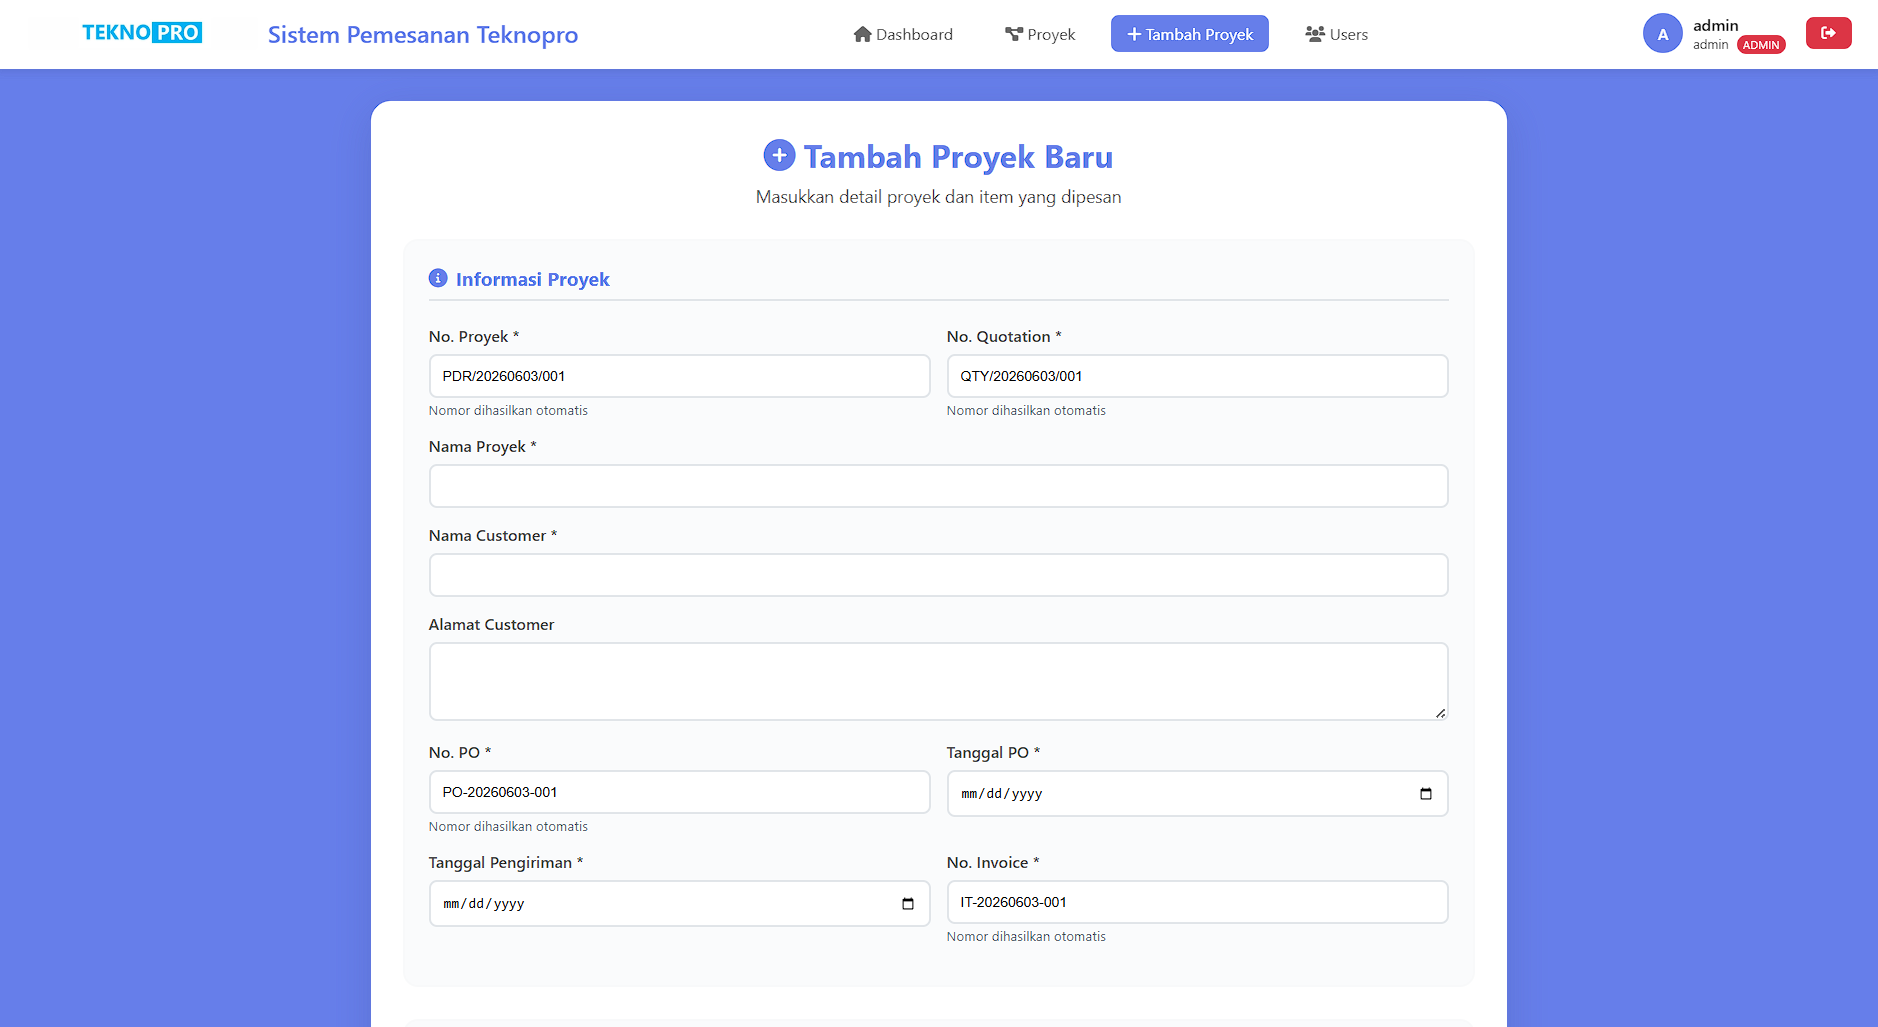 TEKNOPRO
Sistem Pemesanan Teknopro
Dashboard
Proyek
Tambah Proyek
Users
A
admin
admin ADMIN
Tambah Proyek Baru
Masukkan detail proyek dan item yang dipesan
Informasi Proyek
No. Proyek *
PDR/20260603/001
Nomor dihasilkan otomatis
No. Quotation *
QTY/20260603/001
Nomor dihasilkan otomatis
Nama Proyek *
Nama Customer *
Alamat Customer
No. PO *
PO-20260603-001
Nomor dihasilkan otomatis
Tanggal PO *
mm/dd/yyyy
Tanggal Pengiriman *
mm/dd/yyyy
No. Invoice *
IT-20260603-001
Nomor dihasilkan otomatis